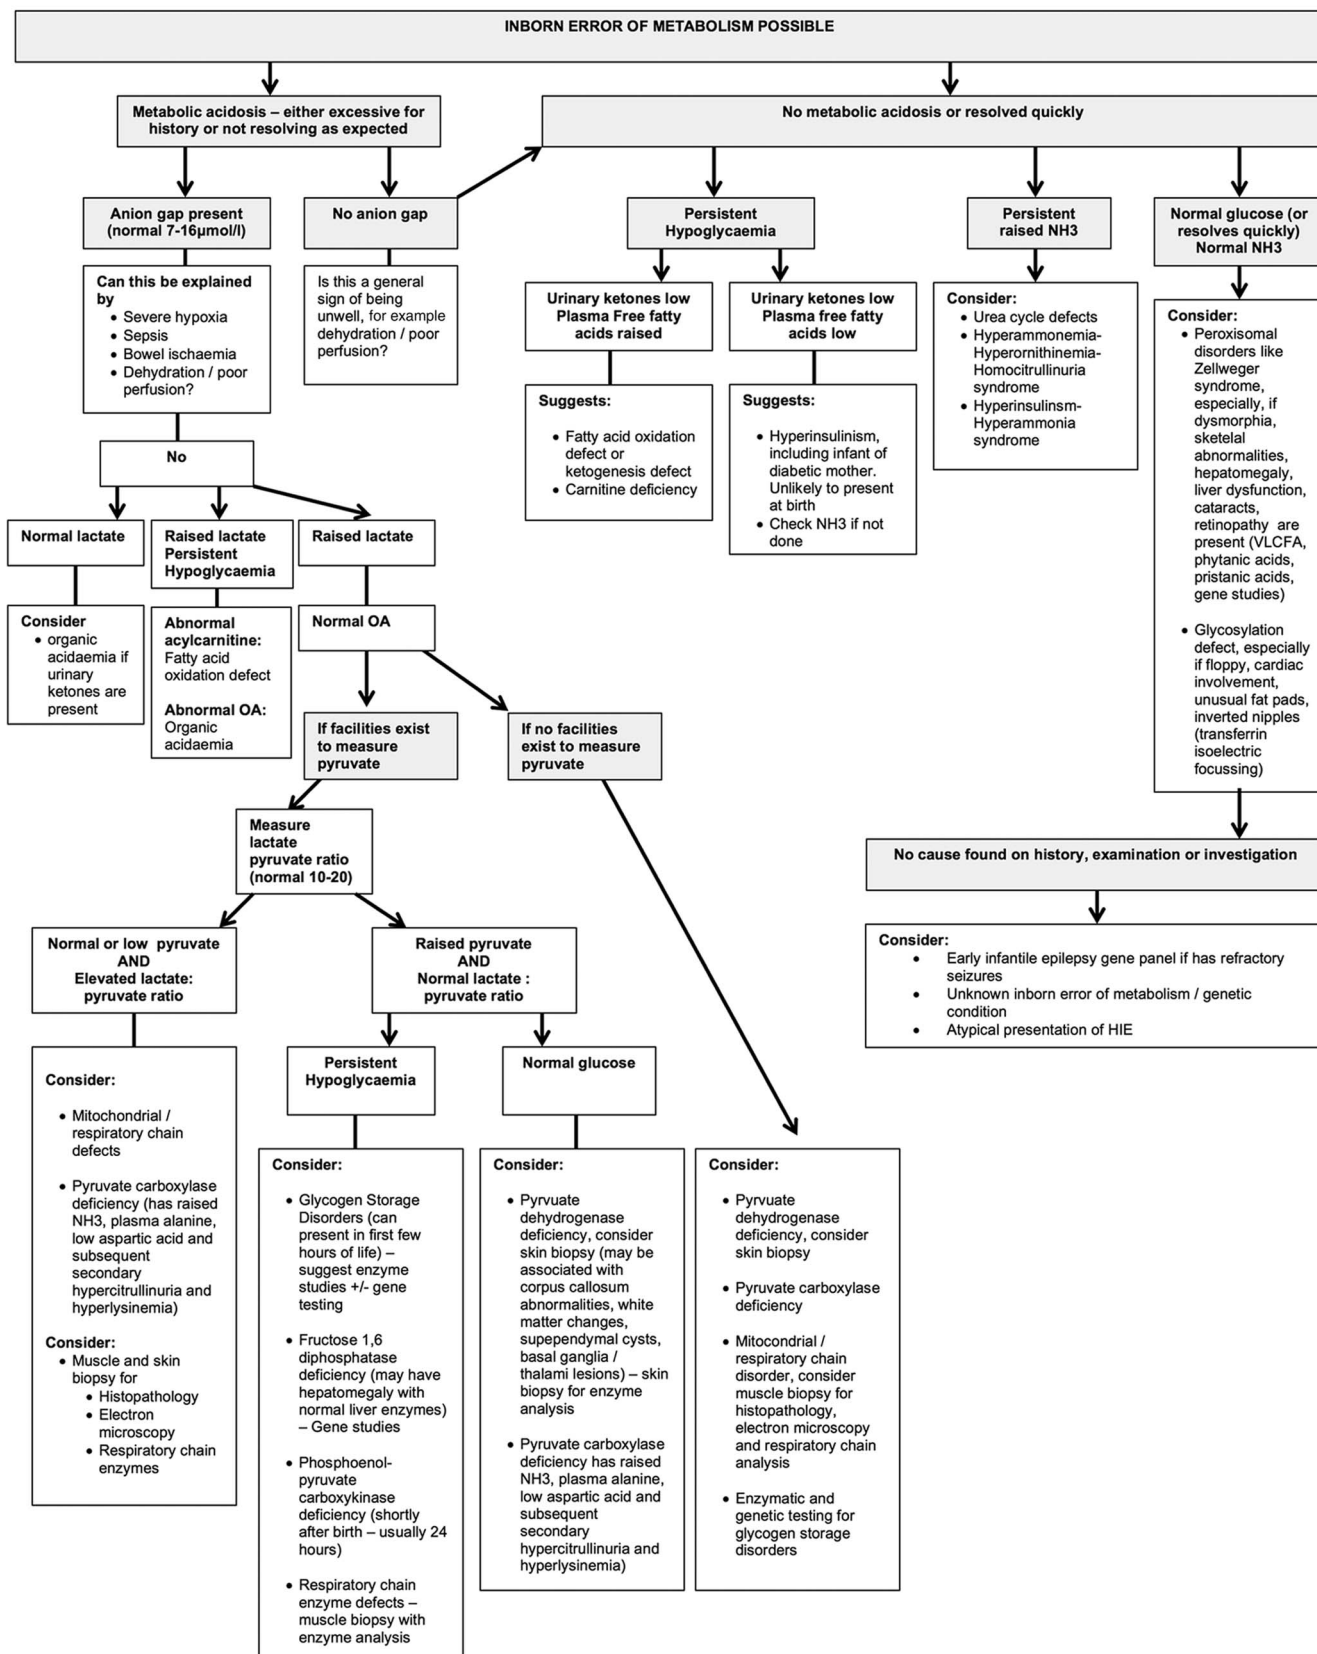 INBORN ERROR OF METABOLISM POSSIBLE
Metabolic acidosis – either excessive for
history or not resolving as expected
No metabolic acidosis or resolved quickly
Anion gap present
(normal 7-16µmol/l)
No anion gap
Persistent
Hypoglycaemia
Persistent
raised NH3
Normal glucose (or
resolves quickly)
Normal NH3
Can this be explained
by
• Severe hypoxia
• Sepsis
• Bowel ischaemia
• Dehydration / poor
perfusion?
Is this a general
sign of being
unwell, for example
dehydration / poor
perfusion?
Urinary ketones low
Plasma Free fatty
acids raised
Urinary ketones low
Plasma free fatty
acids low
Consider:
• Urea cycle defects
• Hyperammonemia-
Hyperornithinemia-
Homocitrullinuria
syndrome
• Hyperinsulinsm-
Hyperammonia
syndrome
Consider:
• Peroxisomal
disorders like
Zellweger
syndrome,
especially, if
dysmorphia,
sketelal
abnormalities,
hepatomegaly,
liver dysfunction,
cataracts,
retinopathy are
present (VLCFA,
phytanic acids,
pristanic acids,
gene studies)
• Glycosylation
defect, especially
if floppy, cardiac
involvement,
unusual fat pads,
inverted nipples
(transferrin
isoelectric
focussing)
Suggests:
• Fatty acid oxidation
defect or
ketogenesis defect
• Carnitine deficiency
Suggests:
• Hyperinsulinism,
including infant of
diabetic mother.
Unlikely to present
at birth
• Check NH3 if not
done
No
Normal lactate
Raised lactate
Persistent
Hypoglycaemia
Raised lactate
Consider
• organic
acidaemia if
urinary
ketones are
present
Abnormal
acylcarnitine:
Fatty acid
oxidation defect
Abnormal OA:
Organic
acidaemia
Normal OA
If facilities exist
to measure
pyruvate
If no facilities
exist to measure
pyruvate
Measure
lactate
pyruvate ratio
(normal 10-20)
No cause found on history, examination or investigation
Consider:
• Early infantile epilepsy gene panel if has refractory
seizures
• Unknown inborn error of metabolism / genetic
condition
• Atypical presentation of HIE
Normal or low pyruvate
AND
Elevated lactate:
pyruvate ratio
Raised pyruvate
AND
Normal lactate :
pyruvate ratio
Persistent
Hypoglycaemia
Normal glucose
Consider:
• Mitochondrial /
respiratory chain
defects
• Pyruvate carboxylase
deficiency (has raised
NH3, plasma alanine,
low aspartic acid and
subsequent
secondary
hypercitrullinuria and
hyperlysinemia)
Consider:
• Muscle and skin
biopsy for
• Histopathology
• Electron
microscopy
• Respiratory chain
enzymes
Consider:
• Glycogen Storage
Disorders (can
present in first few
hours of life) –
suggest enzyme
studies +/- gene
testing
• Fructose 1,6
diphosphatase
deficiency (may have
hepatomegaly with
normal liver enzymes)
– Gene studies
• Phosphoenol-
pyruvate
carboxykinase
deficiency (shortly
after birth – usually 24
hours)
• Respiratory chain
enzyme defects –
muscle biopsy with
enzyme analysis
Consider:
• Pyrvuate
dehydrogenase
deficiency, consider
skin biopsy (may be
associated with
corpus callosum
abnormalities, white
matter changes,
supependymal cysts,
basal ganglia /
thalami lesions) – skin
biopsy for enzyme
analysis
• Pyruvate carboxylase
deficiency has raised
NH3, plasma alanine,
low aspartic acid and
subsequent
secondary
hypercitrullinuria and
hyperlysinemia)
Consider:
• Pyrvuate
dehydrogenase
deficiency, consider
skin biopsy
• Pyruvate carboxylase
deficiency
• Mitocondrial /
respiratory chain
disorder, consider
muscle biopsy for
histopathology,
electron microscopy
and respiratory chain
analysis
• Enzymatic and
genetic testing for
glycogen storage
disorders